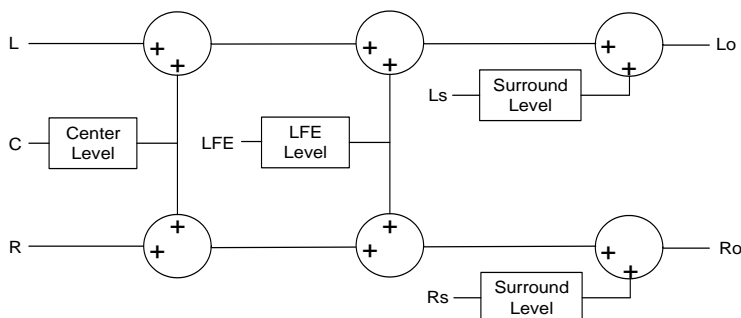 L
+
+
+
+
+
+
Lo
Ls
Surround
Level
C
Center
Level
LFE
LFE
Level
R
+
+
+
+
+
+
Ro
Rs
Surround
Level